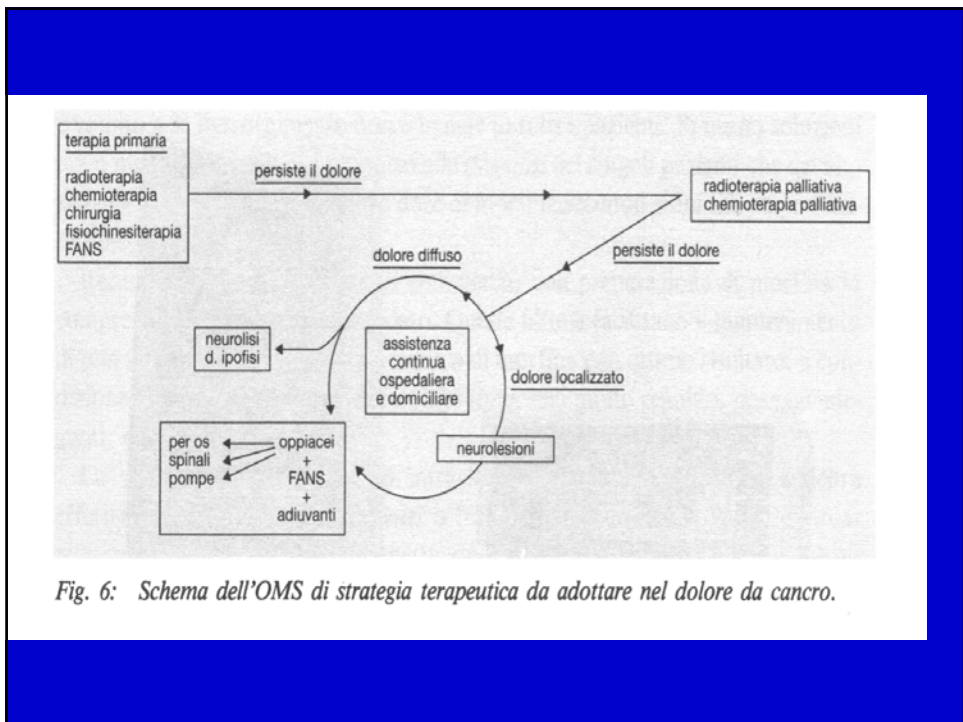 terapia primaria
radioterapia
chemioterapia
chirurgia
fisiochinesiterapia
FANS
persiste il dolore
radioterapia palliativa
chemioterapia palliativa
persiste il dolore
dolore diffuso
neurolisi
d. ipofisi
assistenza
continua
ospedaliera
e domiciliare
dolore localizzato
neurolesioni
per os
spinali
pompe
oppiacei
+
FANS
+
adiuvanti
Fig. 6: Schema dell'OMS di strategia terapeutica da adottare nel dolore da cancro.